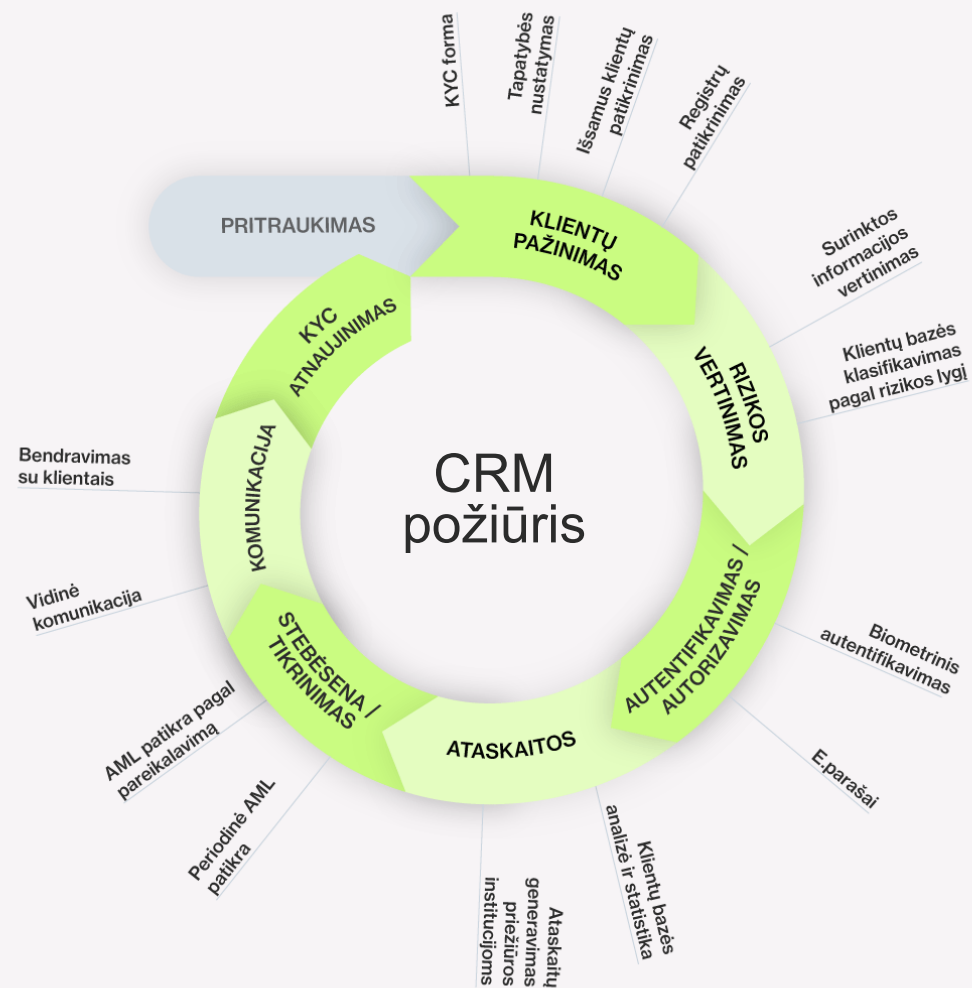 PRITRAUKIMAS
KLIENTŲ
PAŽINIMAS
KYC forma
Tapatybės
nustatymas
Išsamus klientų
patikrinimas
Registrų
patikrinimas
RIZIKOS
VERTINIMAS
Surinktos
informacijos
vertinimas
Klientų bazės
klasifikavimas
pagal rizikos lygį
AUTENTIFIKAVIMAS /
AUTORIZAVIMAS
Biometrinis
autentifikavimas
E.parašai
ATASKAITOS
Klientų bazės
analizė ir statistika
Ataskaitų
generavimas
priežiūros
institucijoms
STEBĖSENA /
TIKRINIMAS
Periodinė AML
patikra
AML patikra pagal
pareikalavimą
KOMUNIKACIJA
Vidinė
komunikacija
Bendravimas
su klientais
KYC
ATNAUJINIMAS
CRM
požiūris